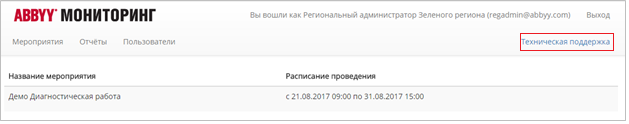 ABBYY® МОНИТОРИНГ
Вы вошли как Региональный администратор Зеленого региона (regadmin@abbyy.com) Выход
Мероприятия Отчёты Пользователи Техническая поддержка
Название мероприятия Расписание проведения
Демо Диагностическая работа с 21.08.2017 09:00 по 31.08.2017 15:00